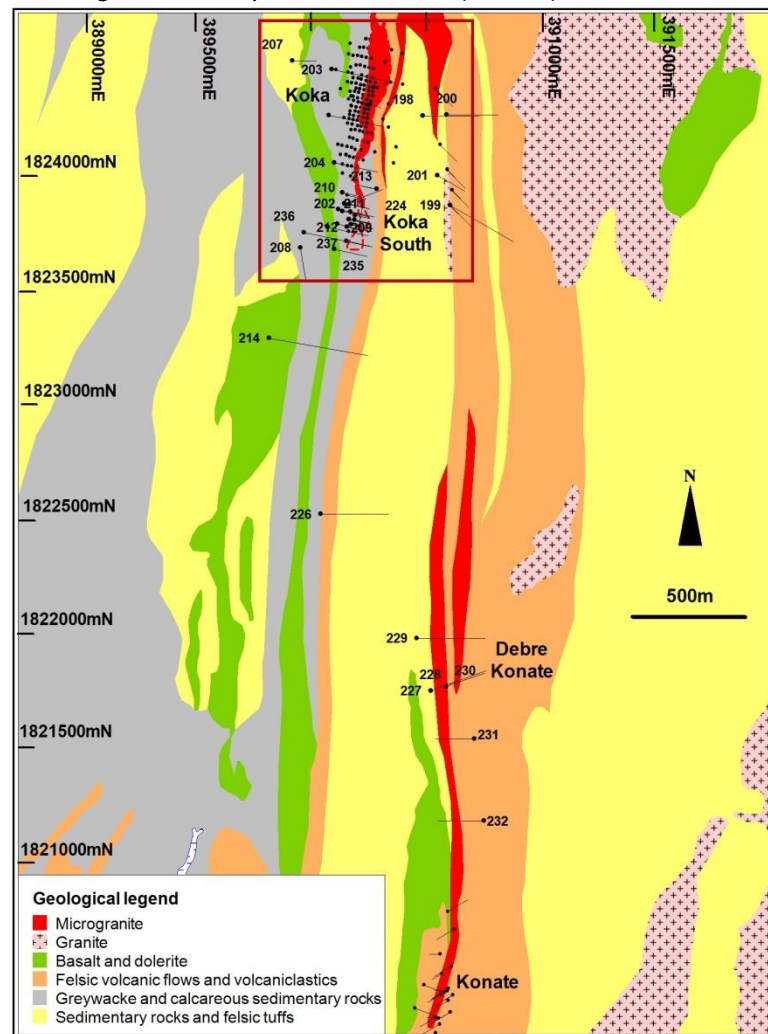 389000mE
389500mE
391000mE
391500mE
207
203
Koka
198
200
1824000mN
204
213
201
210
202
211
224
199
236
212
209
Koka
South
208
237
235
1823500mN
214
1823000mN
1822500mN
226
N
500m
1822000mN
229
Debre
Konate
228
230
227
1821500mN
231
232
1821000mN
Geological legend
Microgranite
Granite
Basalt and dolerite
Felsic volcanic flows and volcaniclastics
Greywacke and calcareous sedimentary rocks
Sedimentary rocks and felsic tuffs
Konate